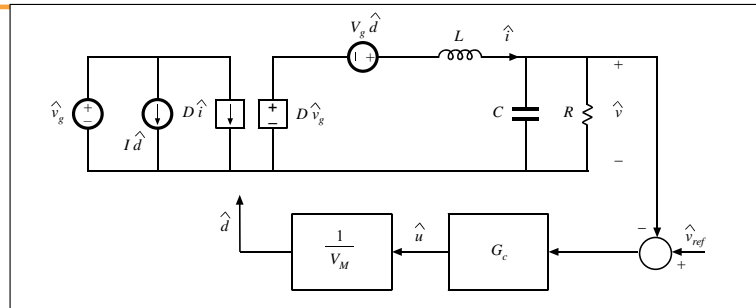 V_g d̂
L
î
+
+
−
v̂_g
I d̂
D î
+
−
D v̂_g
−
+
C
R
v̂
−
d̂
1
V_M
û
G_c
−
v̂_ref
+